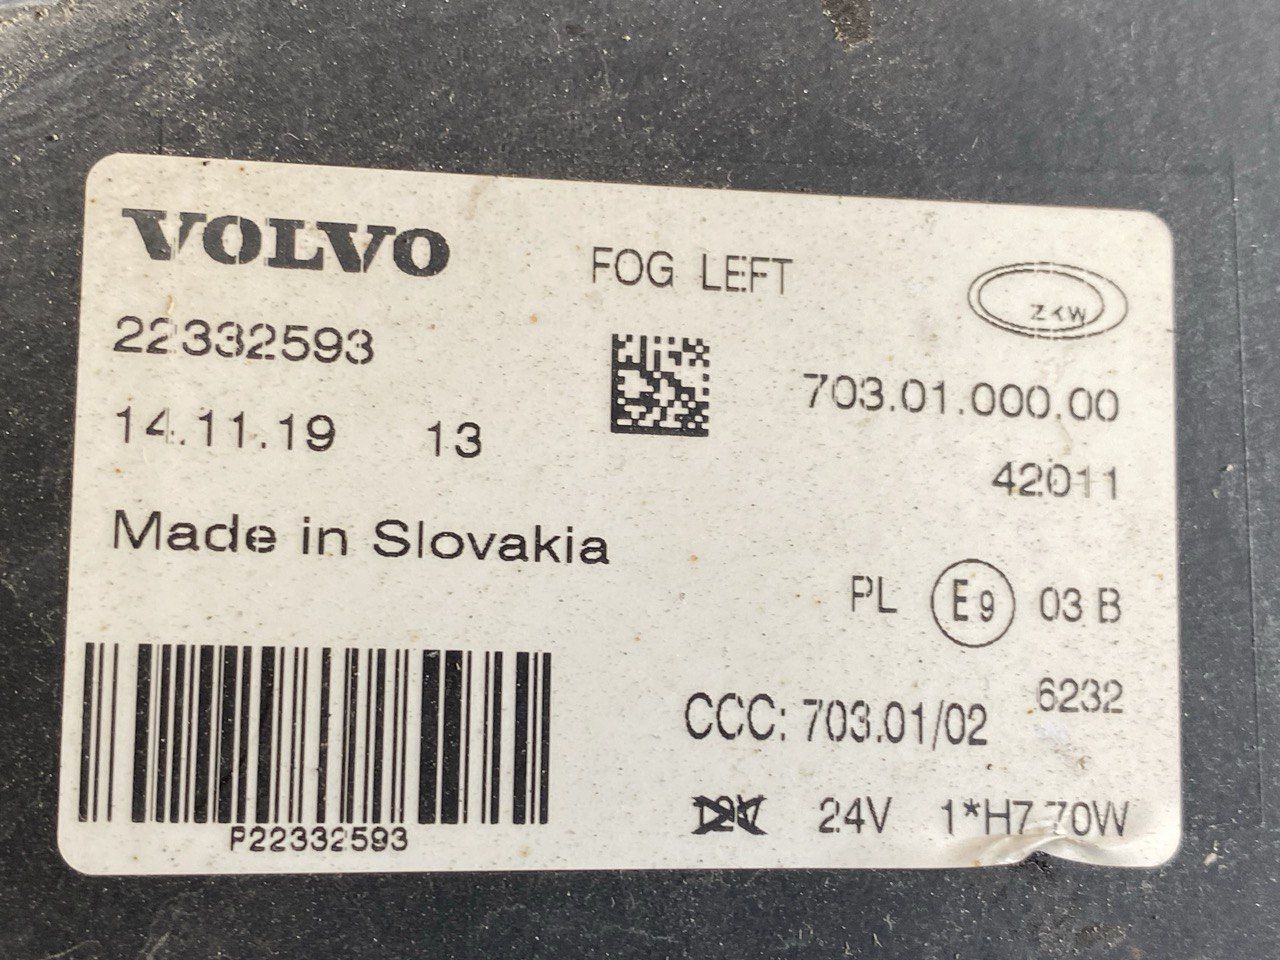 VOLVO
FOG LEFT
ZKW
22332593
703.01.000.00
14.11.19 13
42011
Made in Slovakia
PL E9 03 B
6232
CCC: 703.01/02
12V 24V 1*H7 70W
P22332593